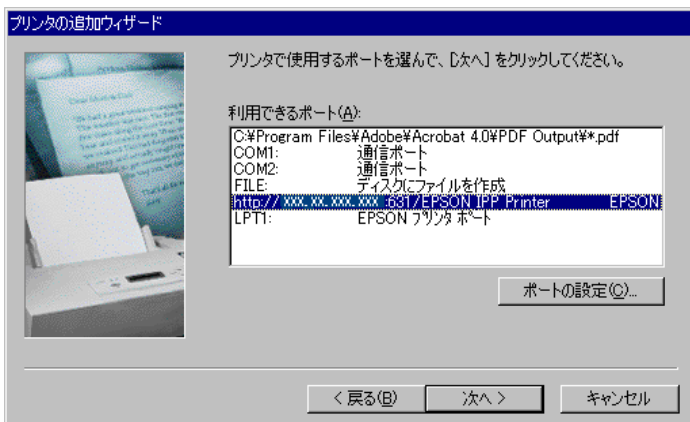 プリンタの追加ウィザード
プリンタで使用するポートを選んで、[次へ] をクリックしてください。
利用できるポート(A):
C:¥Program Files¥Adobe¥Acrobat 4.0¥PDF Output¥*.pdf
COM1: 通信ポート
COM2: 通信ポート
FILE: ディスクにファイルを作成
http:// XXX. XX. XXX. XXX :631/EPSON_IPP_Printer EPSON
LPT1: EPSON プリンタ ポート
ポートの設定(C)...
< 戻る(B)
次へ >
キャンセル